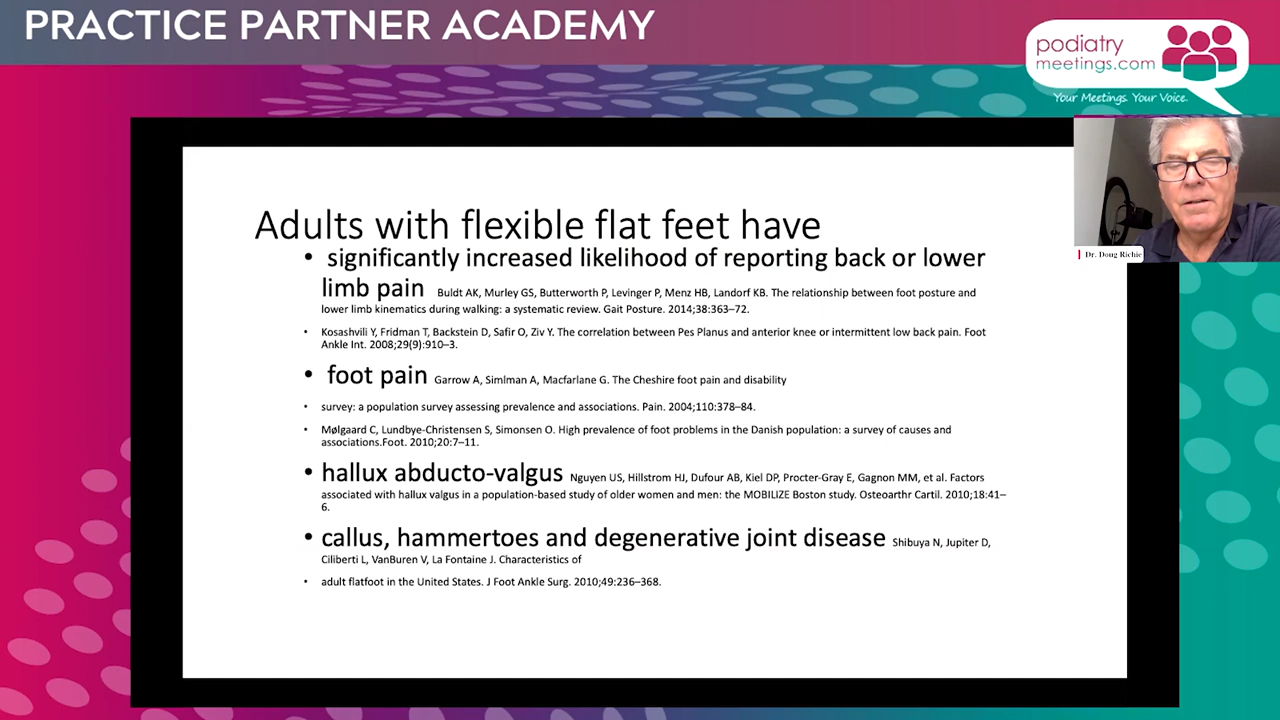 PRACTICE PARTNER ACADEMY
podiatry
meetings.com
Your Meetings. Your Voice.
Dr. Doug Richie
Adults with flexible flat feet have
• significantly increased likelihood of reporting back or lower
limb pain Buldt AK, Murley GS, Butterworth P, Levinger P, Menz HB, Landorf KB. The relationship between foot posture and
lower limb kinematics during walking: a systematic review. Gait Posture. 2014;38:363–72.
• Kosashvili Y, Fridman T, Backstein D, Safir O, Ziv Y. The correlation between Pes Planus and anterior knee or intermittent low back pain. Foot
Ankle Int. 2008;29(9):910–3.
• foot pain Garrow A, Simlman A, Macfarlane G. The Cheshire foot pain and disability
• survey: a population survey assessing prevalence and associations. Pain. 2004;110:378–84.
• Mølgaard C, Lundbye-Christensen S, Simonsen O. High prevalence of foot problems in the Danish population: a survey of causes and
associations.Foot. 2010;20:7–11.
• hallux abducto-valgus Nguyen US, Hillstrom HJ, Dufour AB, Kiel DP, Procter-Gray E, Gagnon MM, et al. Factors
associated with hallux valgus in a population-based study of older women and men: the MOBILIZE Boston study. Osteoarthr Cartil. 2010;18:41–
6.
• callus, hammertoes and degenerative joint disease Shibuya N, Jupiter D,
Ciliberti L, VanBuren V, La Fontaine J. Characteristics of
• adult flatfoot in the United States. J Foot Ankle Surg. 2010;49:236–368.